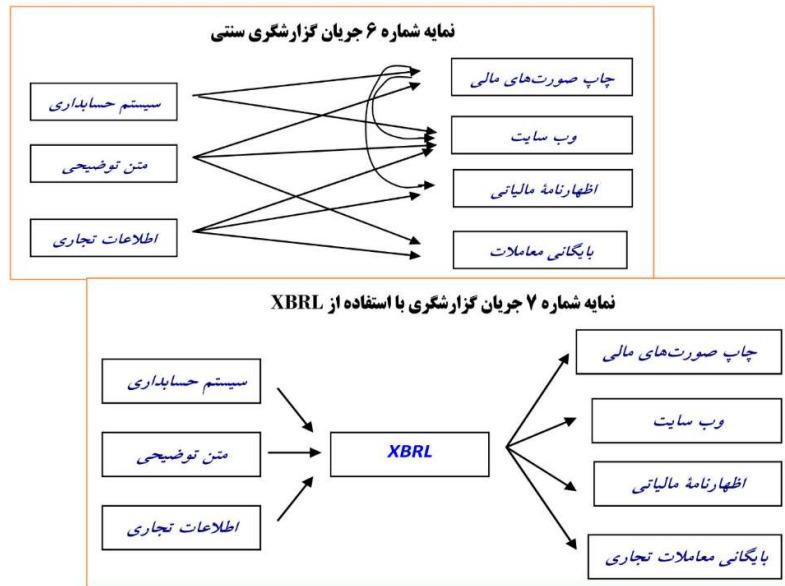 نمایه شماره ۶ جریان گزارشگری سنتی
سیستم حسابداری
متن توضیحی
اطلاعات تجاری
چاپ صورت‌های مالی
وب سایت
اظهارنامهٔ مالیاتی
بایگانی معاملات
نمایه شماره ۷ جریان گزارشگری با استفاده از XBRL
سیستم حسابداری
متن توضیحی
اطلاعات تجاری
XBRL
چاپ صورت‌های مالی
وب سایت
اظهارنامهٔ مالیاتی
بایگانی معاملات تجاری